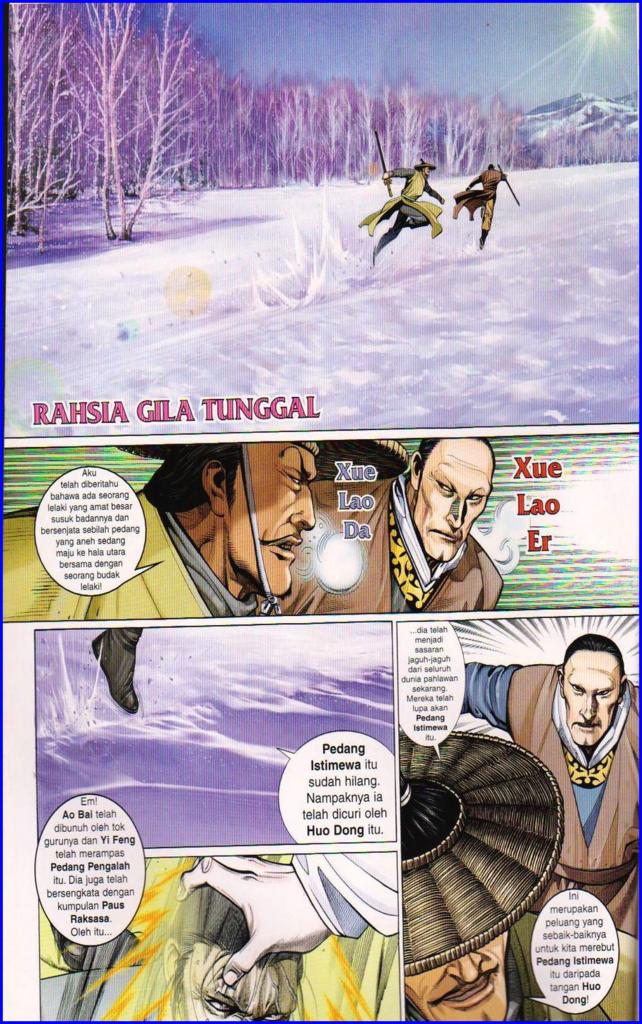 RAHSIA GILA TUNGGAL
Aku
telah diberitahu
bahawa ada seorang
lelaki yang amat besar
susuk badannya dan
bersenjata sebilah pedang
yang aneh sedang
maju ke hala utara
bersama dengan
seorang budak
lelaki!
Xue
Lao
Da
Xue
Lao
Er
Pedang
Istimewa itu
sudah hilang.
Nampaknya ia
telah dicuri oleh
Huo Dong itu.
Em!
Ao Bai telah
dibunuh oleh tok
gurunya dan Yi Feng
telah merampas
Pedang Pengalah
itu. Dia juga telah
bersengkata dengan
kumpulan Paus
Raksasa.
Oleh itu...
...dia telah
menjadi
sasaran
jaguh-jaguh
dari seluruh
dunia pahlawan
sekarang.
Mereka telah
lupa akan
Pedang
Istimewa
itu.
Ini
merupakan
peluang yang
sebaik-baiknya
untuk kita merebut
Pedang Istimewa
itu daripada
tangan Huo
Dong!